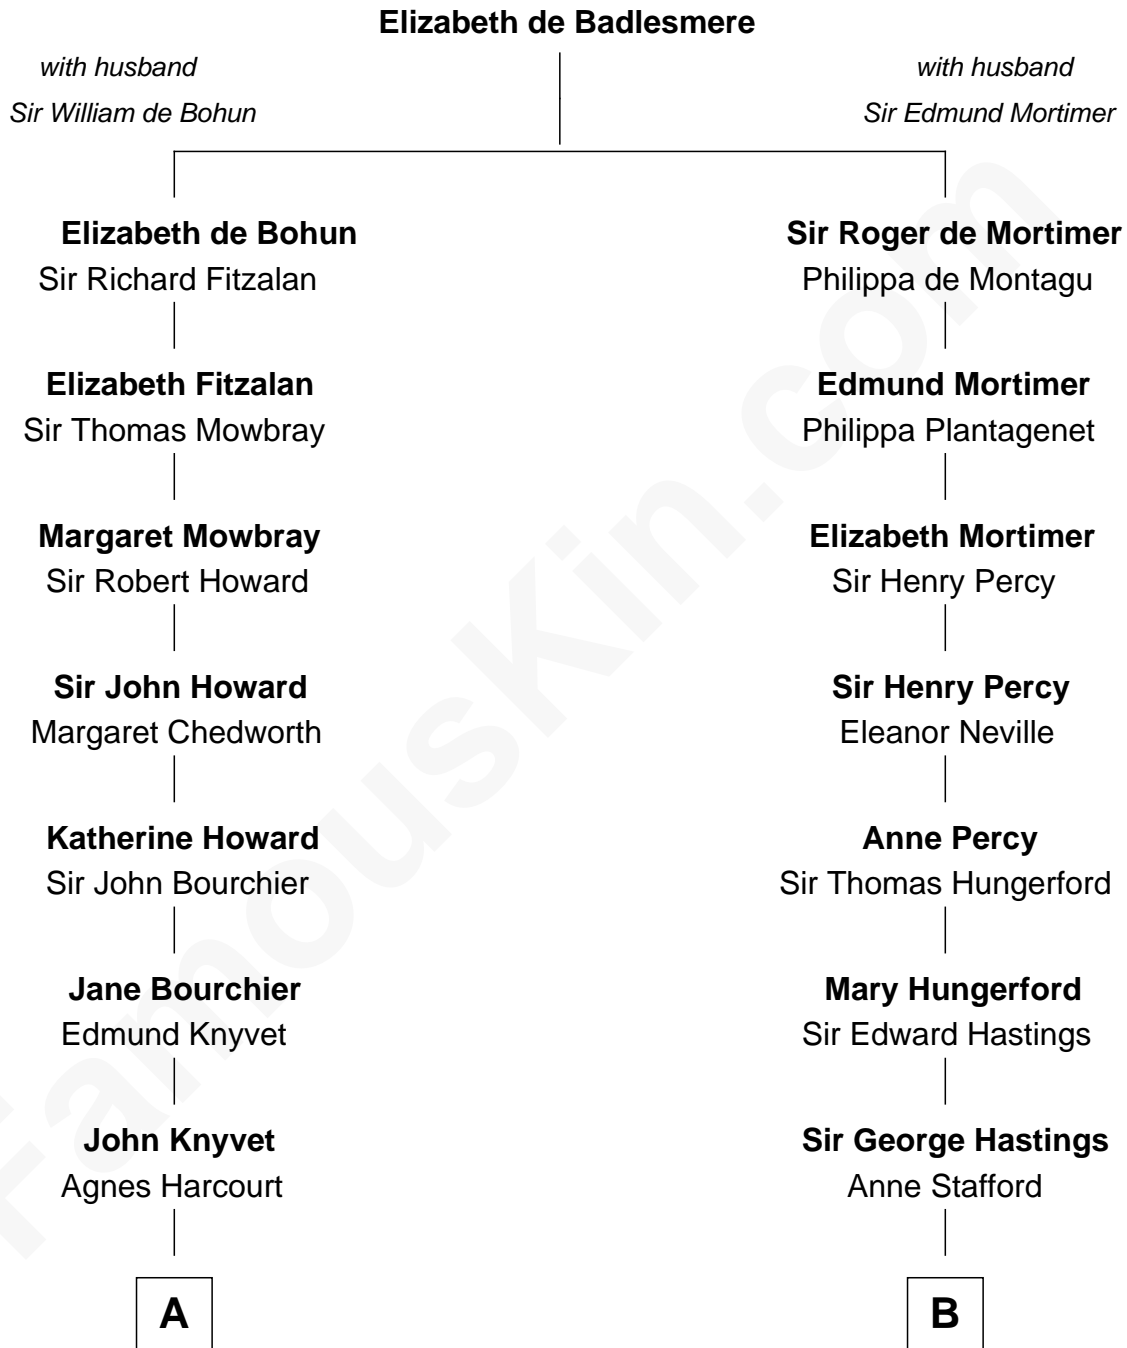 Elizabeth de Badlesmere
with husband
Sir William de Bohun
with husband
Sir Edmund Mortimer
Elizabeth de Bohun
Sir Richard Fitzalan
Sir Roger de Mortimer
Philippa de Montagu
Elizabeth Fitzalan
Sir Thomas Mowbray
Edmund Mortimer
Philippa Plantagenet
Margaret Mowbray
Sir Robert Howard
Elizabeth Mortimer
Sir Henry Percy
Sir John Howard
Margaret Chedworth
Sir Henry Percy
Eleanor Neville
Katherine Howard
Sir John Bourchier
Anne Percy
Sir Thomas Hungerford
Jane Bourchier
Edmund Knyvet
Mary Hungerford
Sir Edward Hastings
John Knyvet
Agnes Harcourt
Sir George Hastings
Anne Stafford
A
B
FamousKin.com